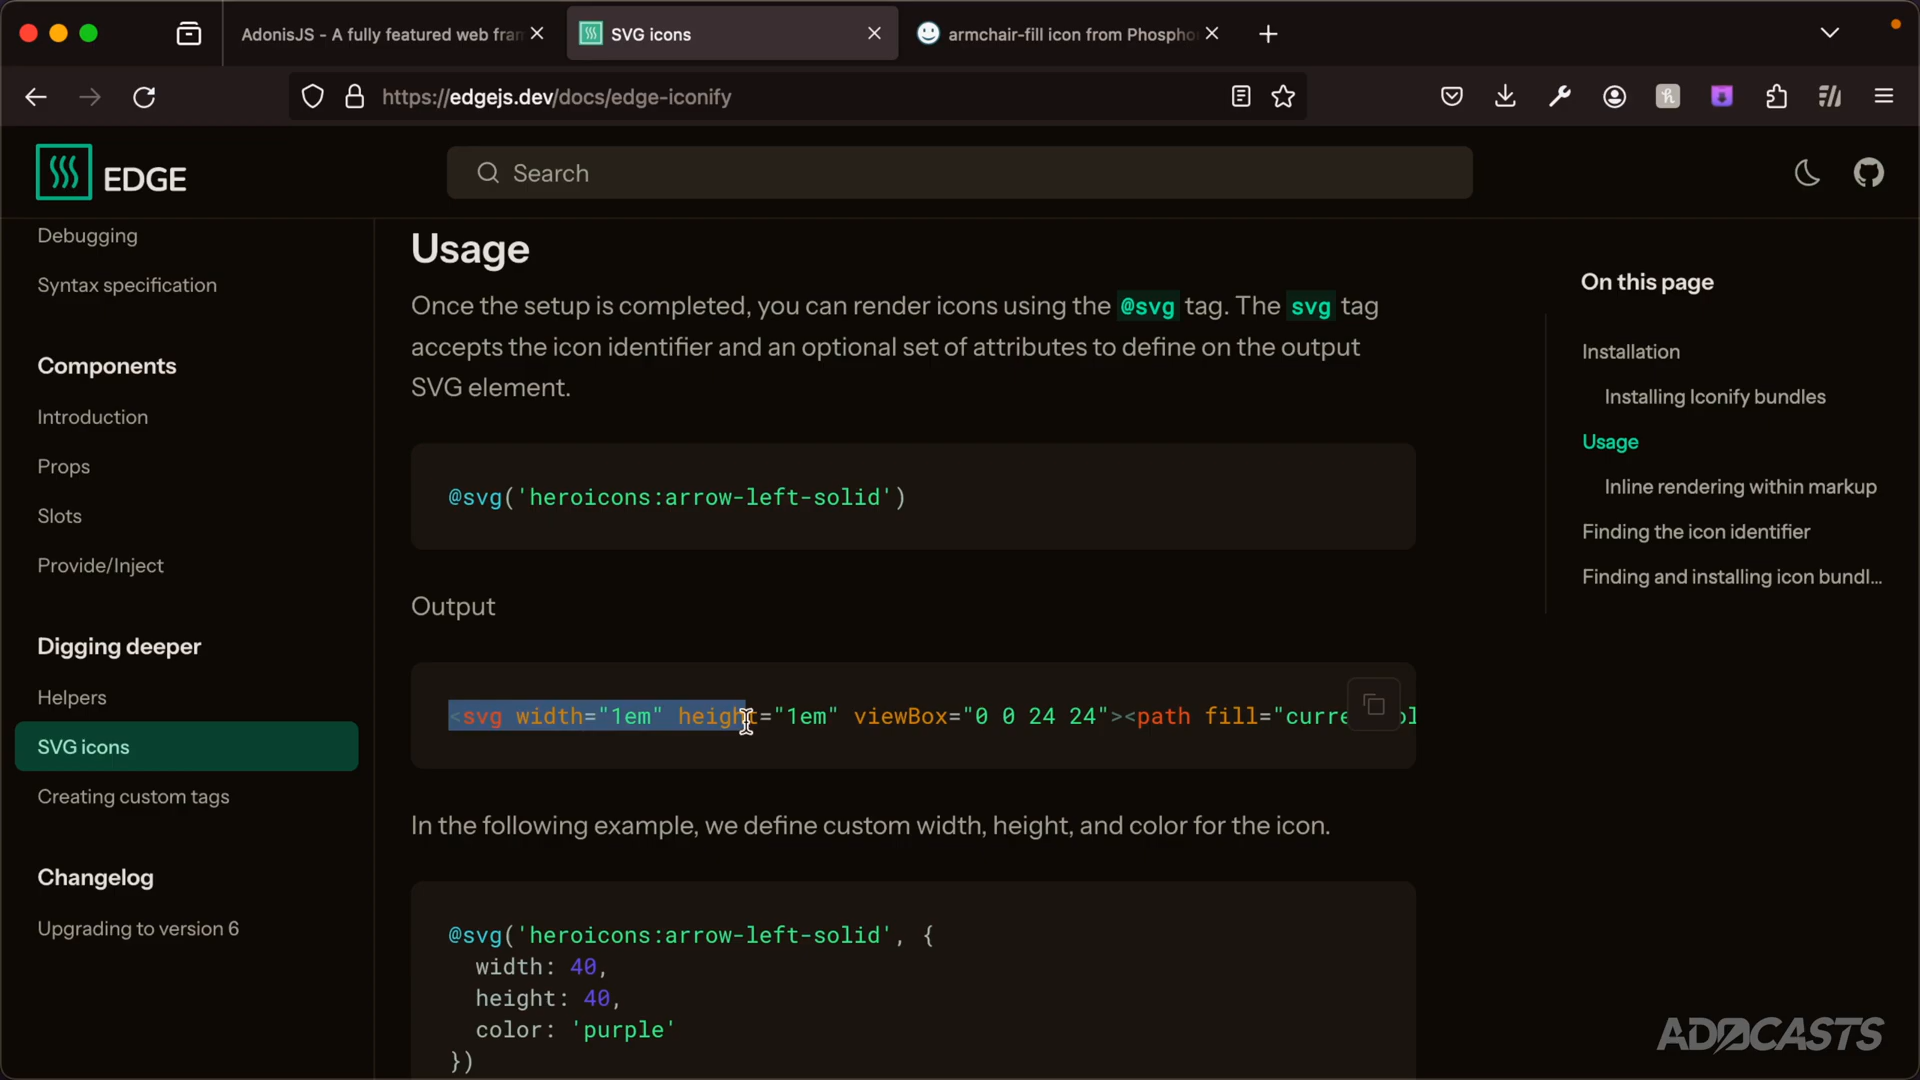 AdonisJS - A fully featured web fran
SVG icons
armchair-fill icon from Phospho
https://edgejs.dev/docs/edge-iconify
EDGE
Search
Debugging
Syntax specification
Components
Introduction
Props
Slots
Provide/Inject
Digging deeper
Helpers
SVG icons
Creating custom tags
Changelog
Upgrading to version 6
Usage
Once the setup is completed, you can render icons using the @svg tag. The svg tag
accepts the icon identifier and an optional set of attributes to define on the output
SVG element.
@svg('heroicons:arrow-left-solid')
Output
<svg width="1em" height="1em" viewBox="0 0 24 24"><path fill="curre ol
In the following example, we define custom width, height, and color for the icon.
@svg('heroicons:arrow-left-solid', {
width: 40,
height: 40,
color: 'purple'
})
On this page
Installation
Installing Iconify bundles
Usage
Inline rendering within markup
Finding the icon identifier
Finding and installing icon bundl...
ADOCASTS